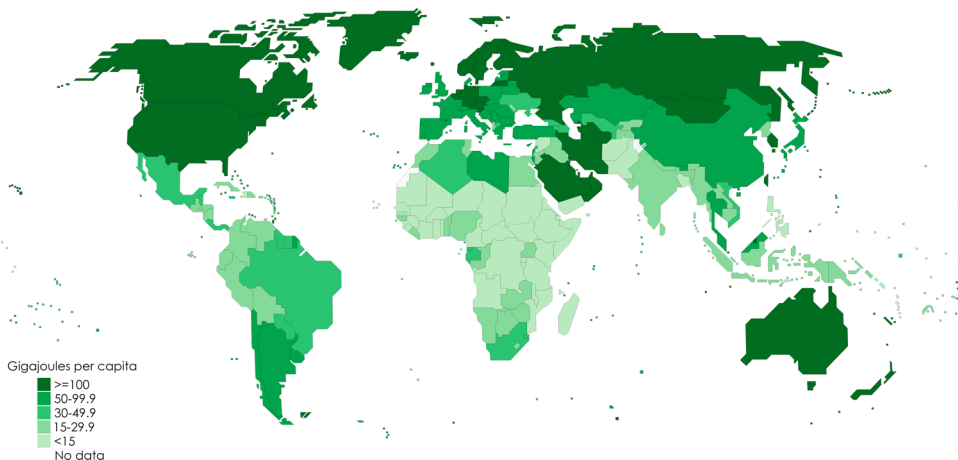 Gigajoules per capita
>=100
50-99.9
30-49.9
15-29.9
<15
No data